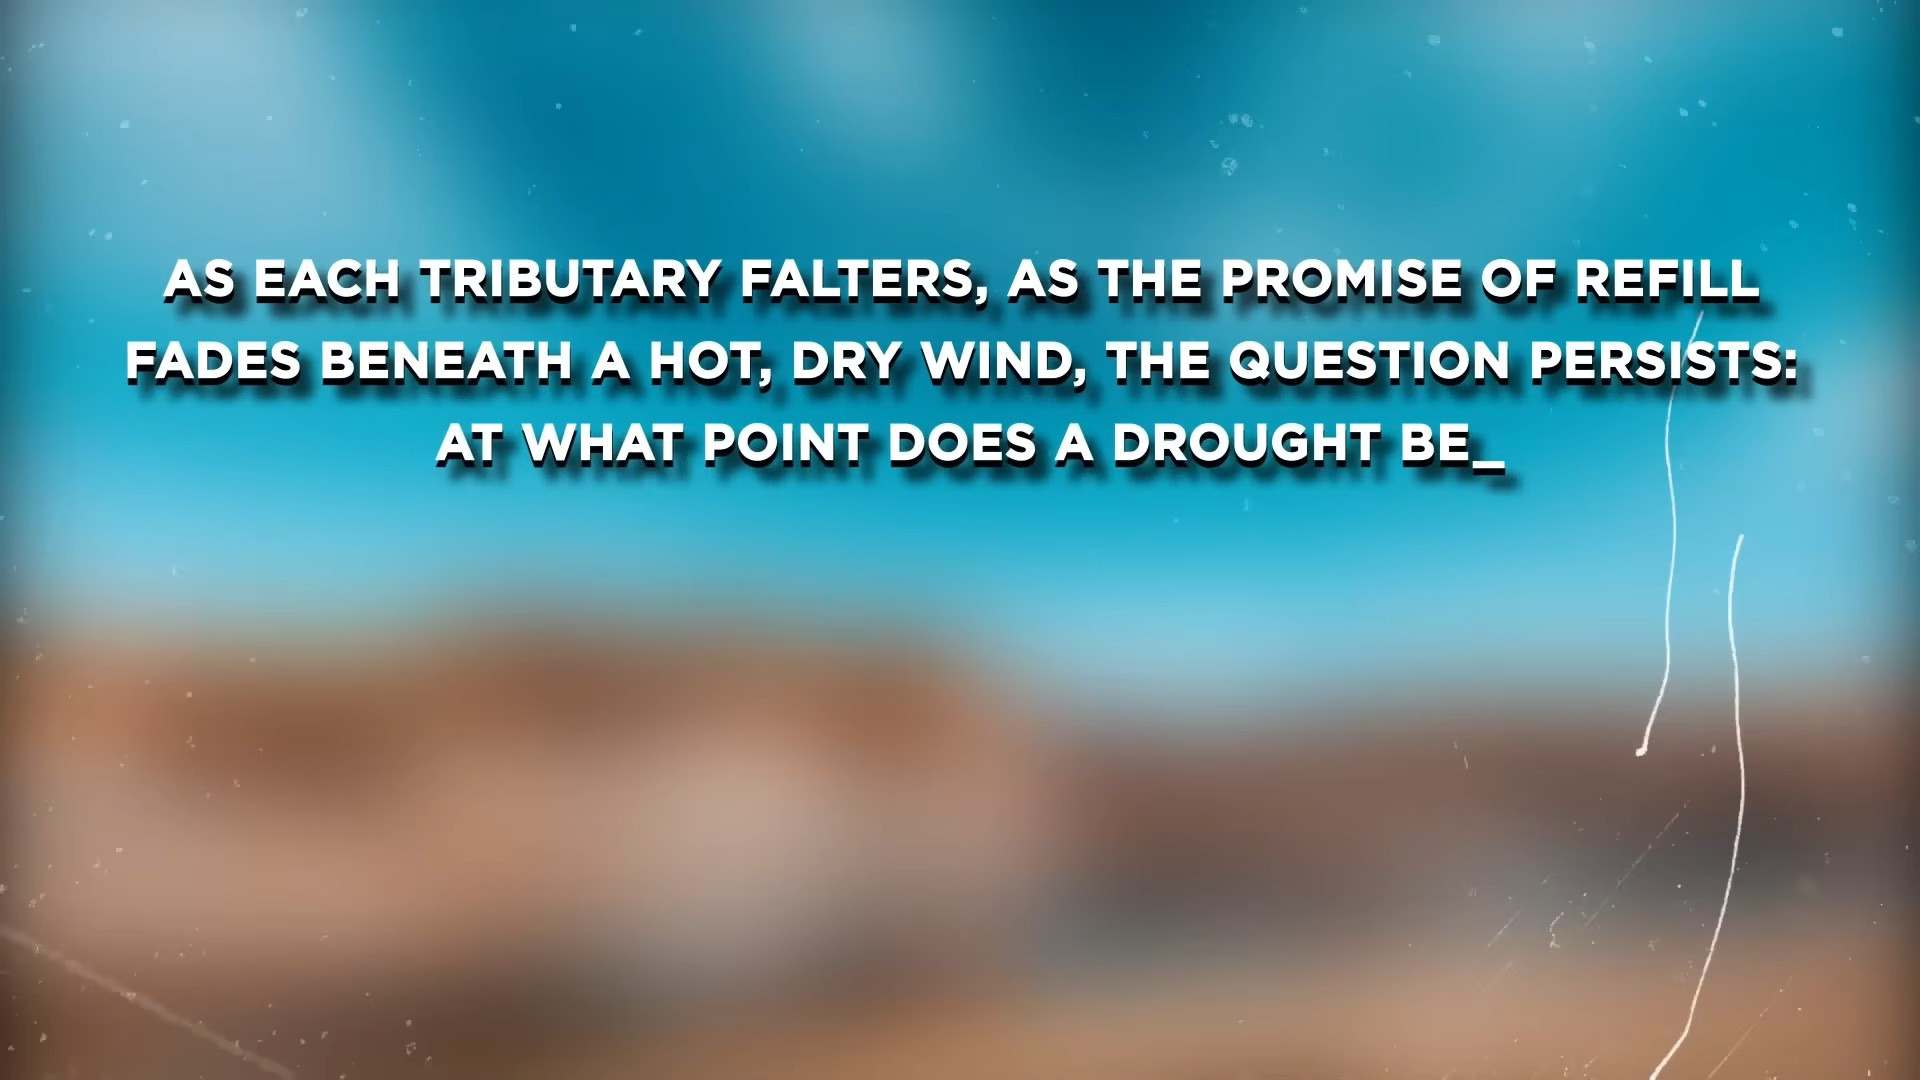 AS EACH TRIBUTARY FALTERS, AS THE PROMISE OF REFILL
FADES BENEATH A HOT, DRY WIND, THE QUESTION PERSISTS:
AT WHAT POINT DOES A DROUGHT BE_